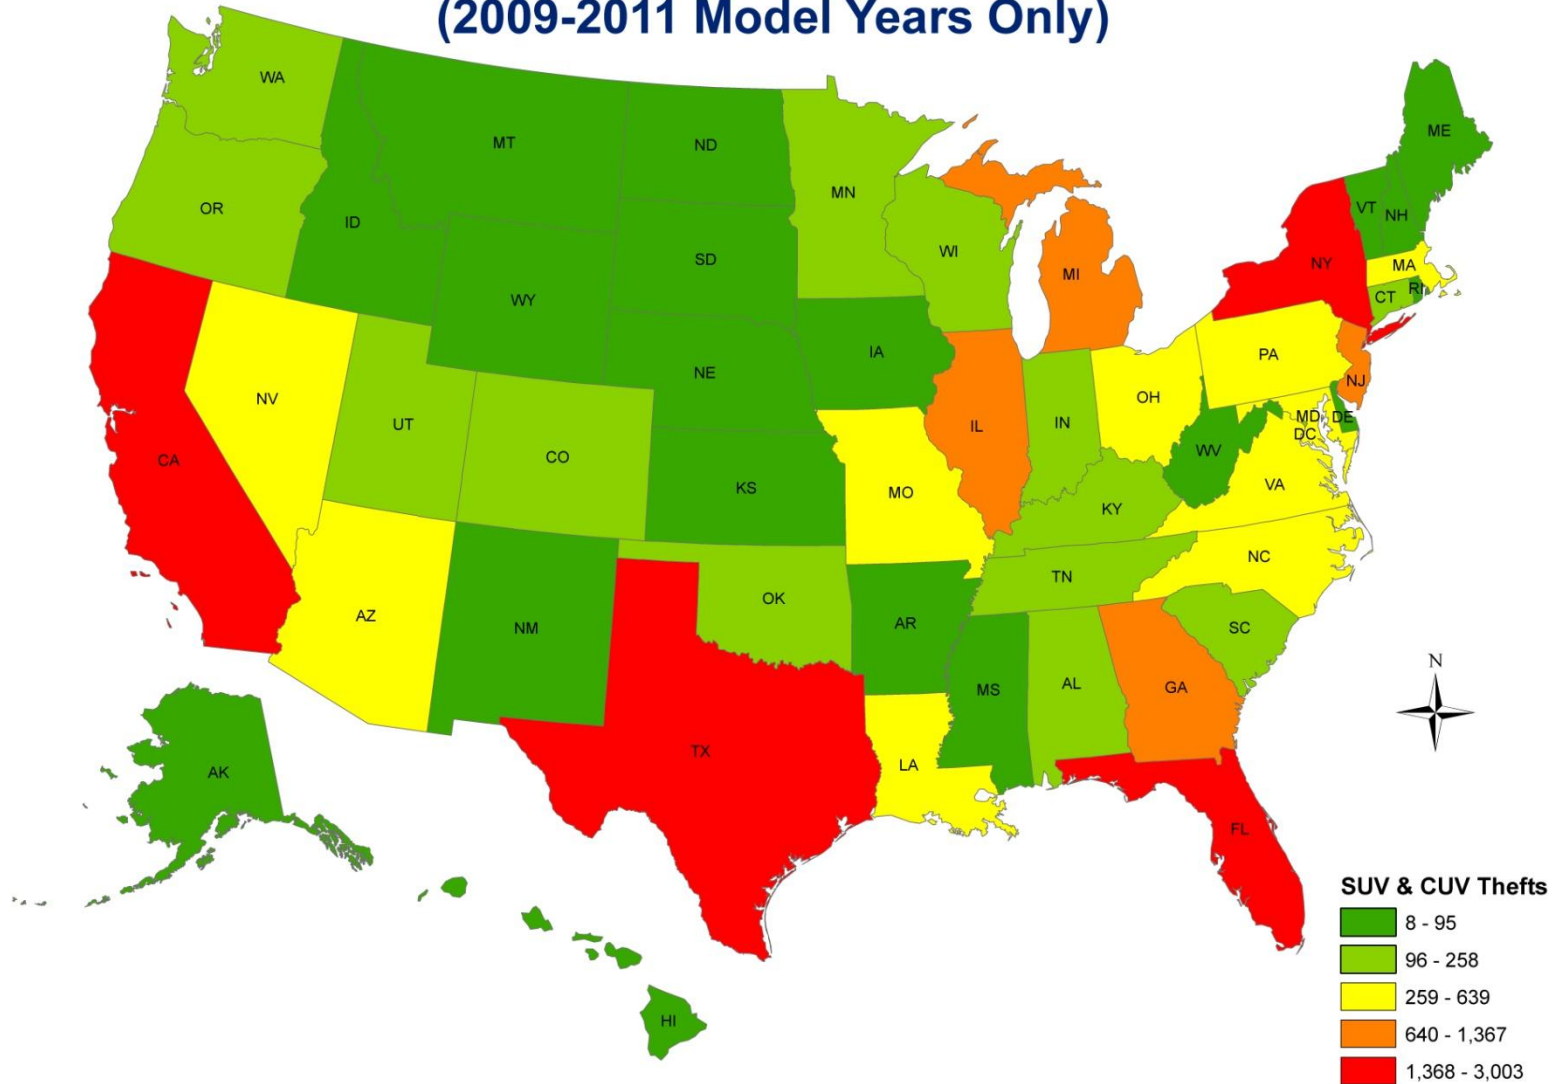 (2009-2011 Model Years Only)
WA
MT
ND
ME
OR
ID
MN
VT
NH
SD
WI
MI
NY
MA
WY
CT
RI
IA
PA
NE
NV
OH
NJ
UT
IL
IN
MD
DE
DC
CA
CO
WV
KS
MO
VA
KY
NC
TN
AZ
OK
NM
AR
SC
MS
AL
GA
N
TX
LA
AK
FL
HI
SUV & CUV Thefts
8 - 95
96 - 258
259 - 639
640 - 1,367
1,368 - 3,003